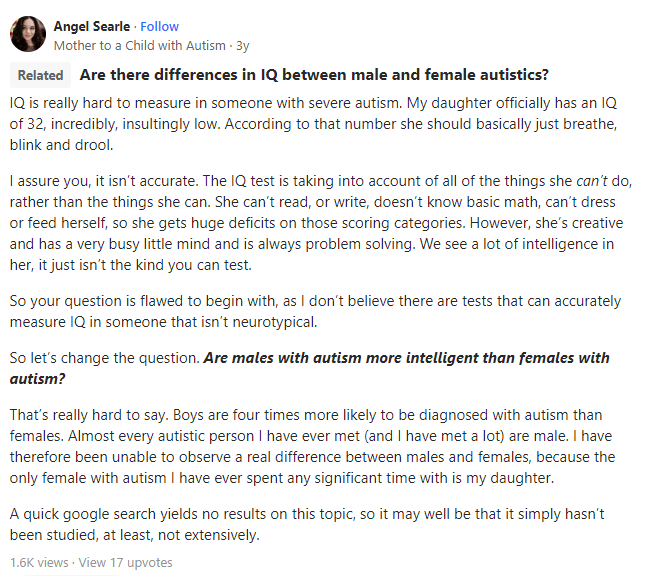 Angel Searle · Follow
Mother to a Child with Autism · 3y
Related Are there differences in IQ between male and female autistics?
IQ is really hard to measure in someone with severe autism. My daughter officially has an IQ
of 32, incredibly, insultingly low. According to that number she should basically just breathe,
blink and drool.
I assure you, it isn’t accurate. The IQ test is taking into account of all of the things she can’t do,
rather than the things she can. She can’t read, or write, doesn’t know basic math, can’t dress
or feed herself, so she gets huge deficits on those scoring categories. However, she’s creative
and has a very busy little mind and is always problem solving. We see a lot of intelligence in
her, it just isn’t the kind you can test.
So your question is flawed to begin with, as I don’t believe there are tests that can accurately
measure IQ in someone that isn’t neurotypical.
So let’s change the question. Are males with autism more intelligent than females with
autism?
That’s really hard to say. Boys are four times more likely to be diagnosed with autism than
females. Almost every autistic person I have ever met (and I have met a lot) are male. I have
therefore been unable to observe a real difference between males and females, because the
only female with autism I have ever spent any significant time with is my daughter.
A quick google search yields no results on this topic, so it may well be that it simply hasn’t
been studied, at least, not extensively.
1.6K views · View 17 upvotes